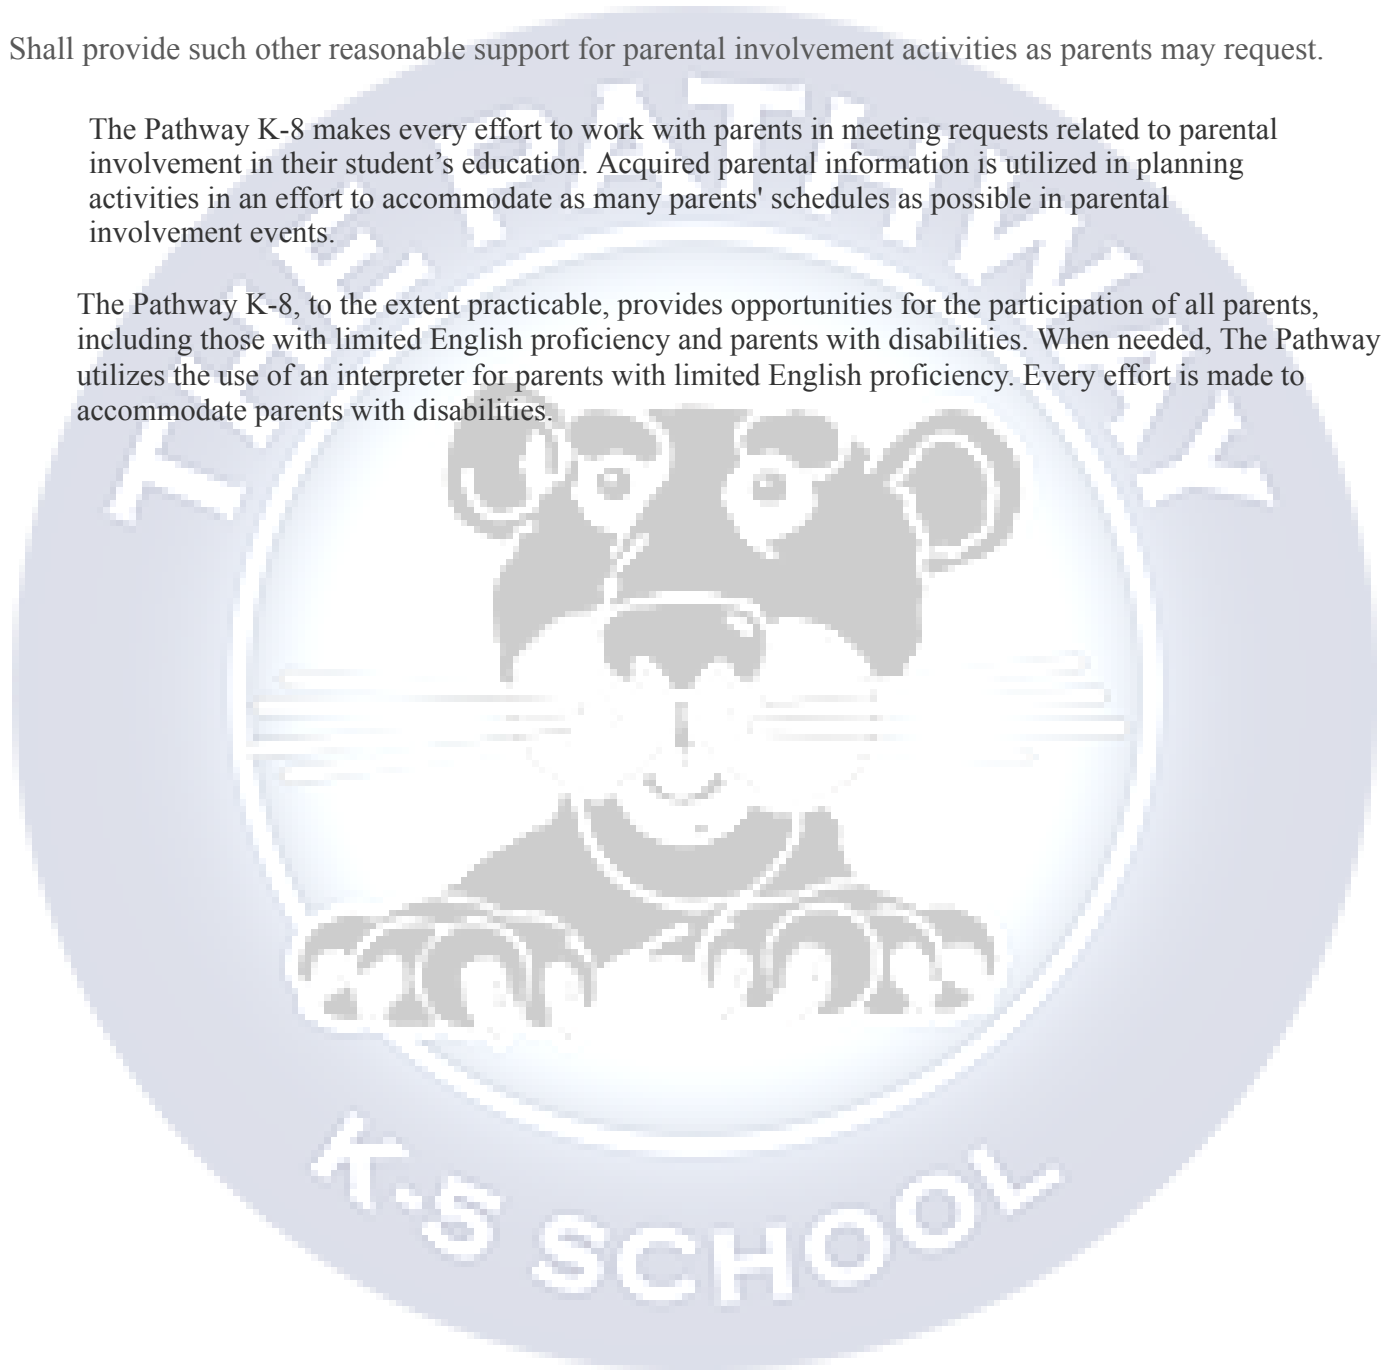 Shall provide such other reasonable support for parental involvement activities as parents may request.
The Pathway K-8 makes every effort to work with parents in meeting requests related to parental
involvement in their student’s education. Acquired parental information is utilized in planning
activities in an effort to accommodate as many parents' schedules as possible in parental
involvement events.
The Pathway K-8, to the extent practicable, provides opportunities for the participation of all parents,
including those with limited English proficiency and parents with disabilities. When needed, The Pathway
utilizes the use of an interpreter for parents with limited English proficiency. Every effort is made to
accommodate parents with disabilities.
THE PATHWAY
K-5 SCHOOL